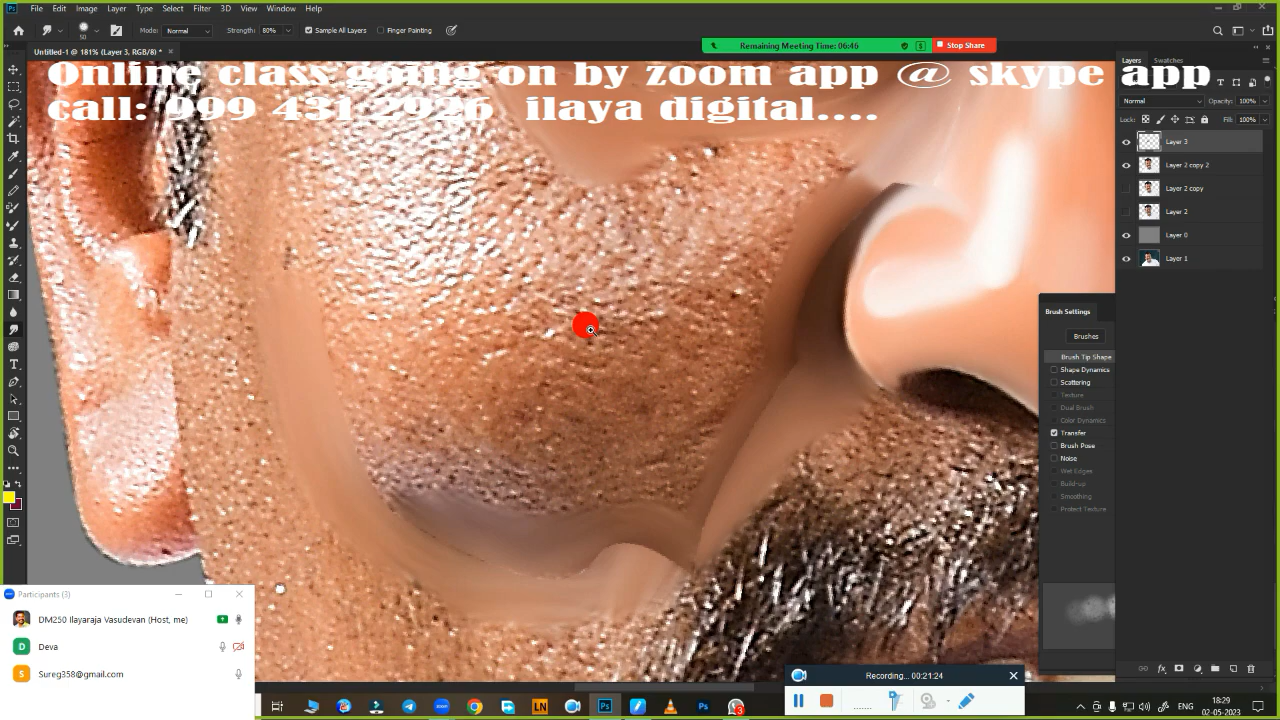 File Edit Image Layer Type Select Filter 3D View Window Help
Mode: Normal Strength: 80% Sample All Layers Finger Painting
50
Untitled-1 @ 181% (Layer 3, RGB/8) *
Remaining Meeting Time: 06:46 Stop Share
Online class going on by zoom app @ skype app
call: 999 431 2926 ilaya digital....
Layers Swatches
Normal Opacity: 100%
Lock: Fill: 100%
Layer 3
Layer 2 copy 2
Layer 2 copy
Layer 2
Layer 0
Layer 1
Brush Settings
Brushes
Brush Tip Shape
Shape Dynamics
Scattering
Texture
Dual Brush
Color Dynamics
Transfer
Brush Pose
Noise
Wet Edges
Build-up
Smoothing
Protect Texture
Participants (3)
DM250 Ilayaraja Vasudevan (Host, me)
D Deva
S Sureg358@gmail.com
Recording... 00:21:24
zoom LN Ps Ps 3
ENG
18:29
02-05-2023